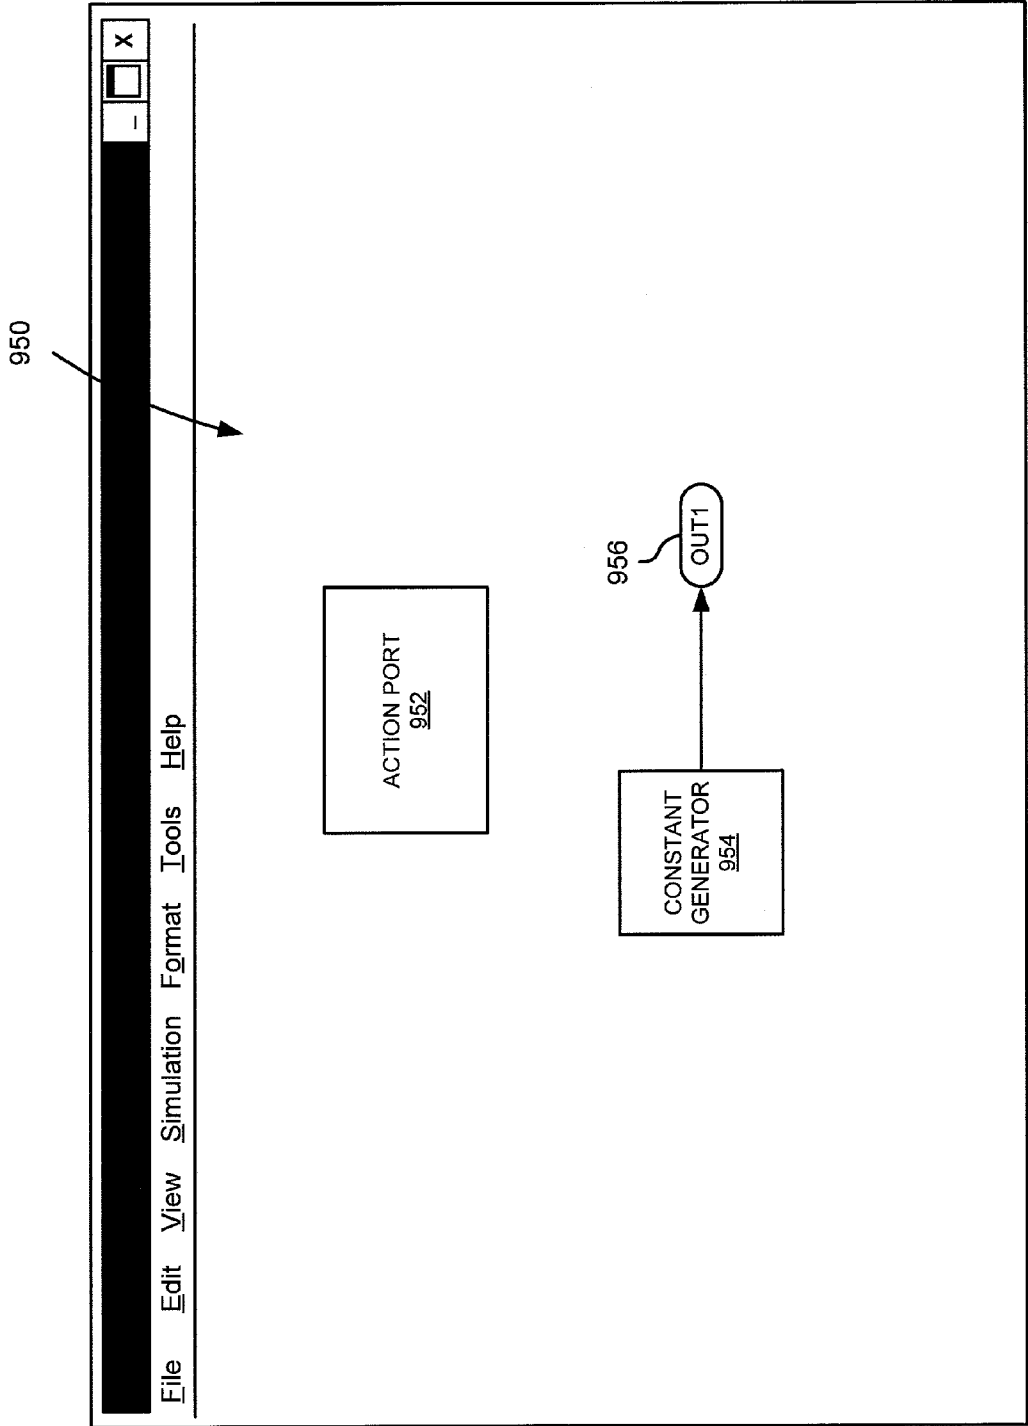 950
_ X
File Edit View Simulation Format Tools Help
ACTION PORT
952
956
CONSTANT
GENERATOR
954
OUT1